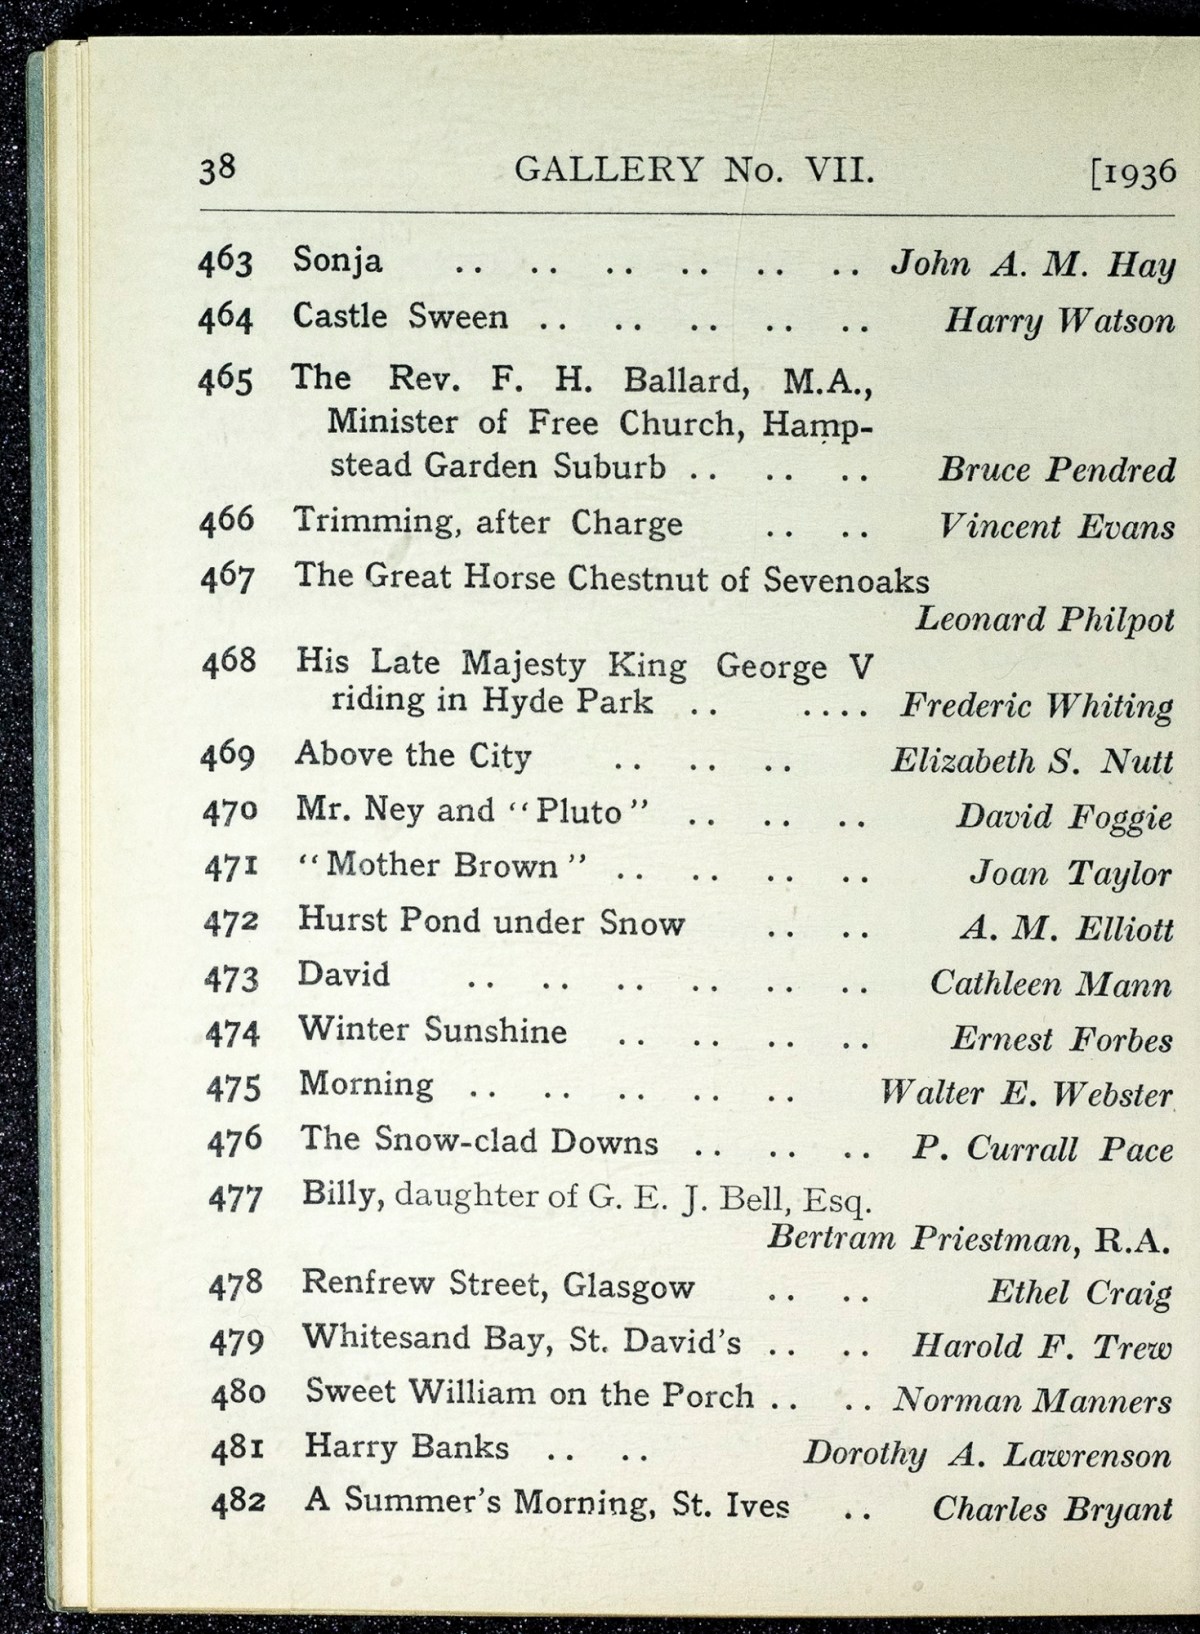 38 GALLERY No. VII. [1936
463 Sonja .. .. .. .. .. .. John A. M. Hay
464 Castle Sween .. .. .. .. .. Harry Watson
465 The Rev. F. H. Ballard, M.A.,
Minister of Free Church, Hamp-
stead Garden Suburb .. .. .. Bruce Pendred
466 Trimming, after Charge .. .. Vincent Evans
467 The Great Horse Chestnut of Sevenoaks
Leonard Philpot
468 His Late Majesty King George V
riding in Hyde Park .. .... Frederic Whiting
469 Above the City .. .. .. Elizabeth S. Nutt
470 Mr. Ney and “Pluto” .. .. .. David Foggie
471 “Mother Brown” .. .. .. .. Joan Taylor
472 Hurst Pond under Snow .. .. A. M. Elliott
473 David .. .. .. .. .. .. Cathleen Mann
474 Winter Sunshine .. .. .. .. Ernest Forbes
475 Morning .. .. .. .. .. Walter E. Webster
476 The Snow-clad Downs .. .. .. P. Currall Pace
477 Billy, daughter of G. E. J. Bell, Esq.
Bertram Priestman, R.A.
478 Renfrew Street, Glasgow .. .. Ethel Craig
479 Whitesand Bay, St. David's .. .. Harold F. Trew
480 Sweet William on the Porch .. .. Norman Manners
481 Harry Banks .. .. Dorothy A. Lawrenson
482 A Summer's Morning, St. Ives .. Charles Bryant